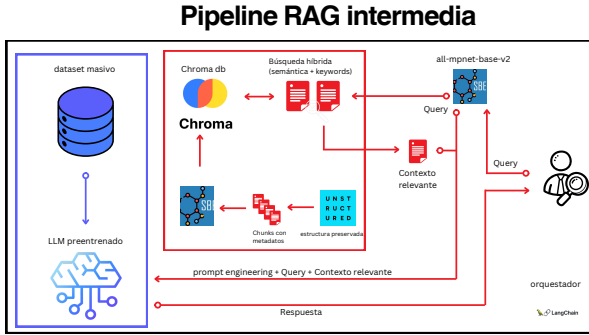 Pipeline RAG intermedia
dataset masivo
Chroma db
Búsqueda híbrida
(semántica + keywords)
all-mpnet-base-v2
SBE
Chroma
Query
Contexto
relevante
Query
SBE
UNST
RUCT
URED
Chunks con
metadatos
estructura preservada
LLM preentrenado
prompt engineering + Query + Contexto relevante
orquestador
Respuesta
LangChain